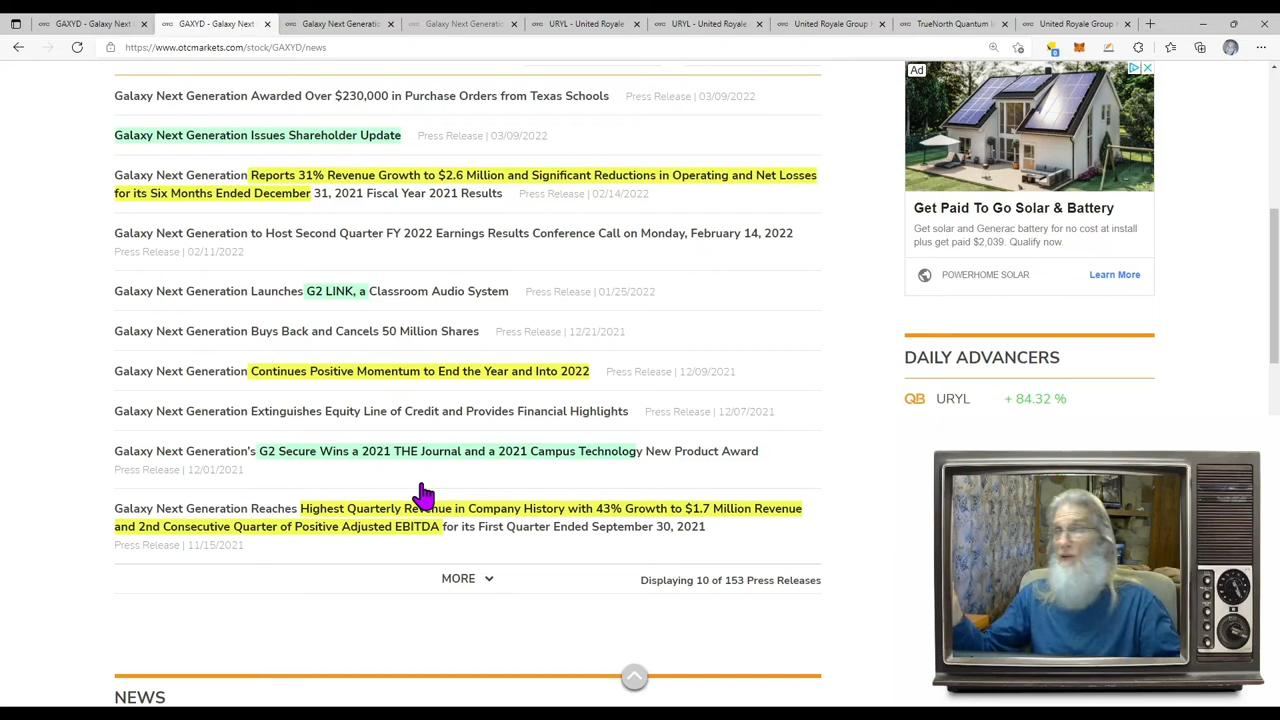 GAXYD - Galaxy Next
GAXYD - Galaxy Next
Galaxy Next Generatio
Galaxy Next Generatio
URYL - United Royale
URYL - United Royale
United Royale Group
TrueNorth Quantum
United Royale Group
https://www.otcmarkets.com/stock/GAXYD/news
Galaxy Next Generation Awarded Over $230,000 in Purchase Orders from Texas Schools Press Release | 03/09/2022
Galaxy Next Generation Issues Shareholder Update Press Release | 03/09/2022
Galaxy Next Generation Reports 31% Revenue Growth to $2.6 Million and Significant Reductions in Operating and Net Losses
for its Six Months Ended December 31, 2021 Fiscal Year 2021 Results Press Release | 02/14/2022
Galaxy Next Generation to Host Second Quarter FY 2022 Earnings Results Conference Call on Monday, February 14, 2022
Press Release | 02/11/2022
Galaxy Next Generation Launches G2 LINK, a Classroom Audio System Press Release | 01/25/2022
Galaxy Next Generation Buys Back and Cancels 50 Million Shares Press Release | 12/21/2021
Galaxy Next Generation Continues Positive Momentum to End the Year and Into 2022 Press Release | 12/09/2021
Galaxy Next Generation Extinguishes Equity Line of Credit and Provides Financial Highlights Press Release | 12/07/2021
Galaxy Next Generation's G2 Secure Wins a 2021 THE Journal and a 2021 Campus Technology New Product Award
Press Release | 12/01/2021
Galaxy Next Generation Reaches Highest Quarterly Revenue in Company History with 43% Growth to $1.7 Million Revenue
and 2nd Consecutive Quarter of Positive Adjusted EBITDA for its First Quarter Ended September 30, 2021
Press Release | 11/15/2021
MORE
Displaying 10 of 153 Press Releases
NEWS
Ad
Get Paid To Go Solar & Battery
Get solar and Generac battery for no cost at install
plus get paid $2,039. Qualify now.
POWERHOME SOLAR Learn More
DAILY ADVANCERS
QB URYL + 84.32 %